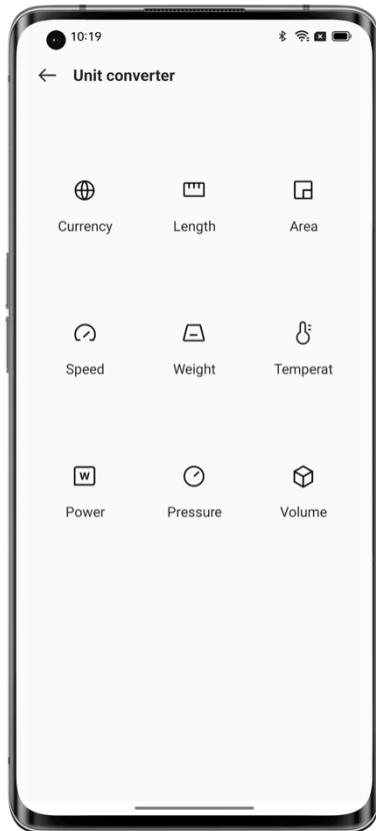 10:19
Unit converter
Currency Length Area
Speed Weight Temperat
W
Power Pressure Volume